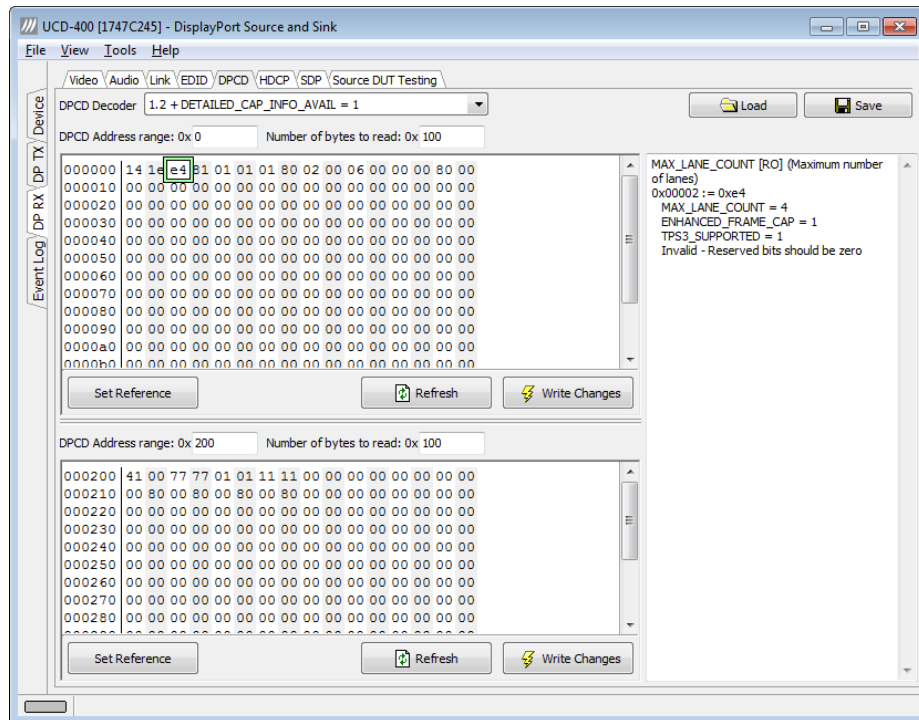 UCD-400 [1747C245] - DisplayPort Source and Sink
File View Tools Help
Device
DP TX
DP RX
Event Log
Video Audio Link EDID DPCD HDCP SDP Source DUT Testing
DPCD Decoder 1.2 + DETAILED_CAP_INFO_AVAIL = 1
Load Save
DPCD Address range: 0x 0 Number of bytes to read: 0x 100
000000 14 1e e4 81 01 01 01 80 02 00 06 00 00 00 80 00
000010 00 00 00 00 00 00 00 00 00 00 00 00 00 00 00 00
000020 00 00 00 00 00 00 00 00 00 00 00 00 00 00 00 00
000030 00 00 00 00 00 00 00 00 00 00 00 00 00 00 00 00
000040 00 00 00 00 00 00 00 00 00 00 00 00 00 00 00 00
000050 00 00 00 00 00 00 00 00 00 00 00 00 00 00 00 00
000060 00 00 00 00 00 00 00 00 00 00 00 00 00 00 00 00
000070 00 00 00 00 00 00 00 00 00 00 00 00 00 00 00 00
000080 00 00 00 00 00 00 00 00 00 00 00 00 00 00 00 00
000090 00 00 00 00 00 00 00 00 00 00 00 00 00 00 00 00
0000a0 00 00 00 00 00 00 00 00 00 00 00 00 00 00 00 00
0000b0 00 00 00 00 00 00 00 00 00 00 00 00 00 00 00 00
Set Reference Refresh Write Changes
MAX_LANE_COUNT [RO] (Maximum number
of lanes)
0x00002 := 0xe4
MAX_LANE_COUNT = 4
ENHANCED_FRAME_CAP = 1
TPS3_SUPPORTED = 1
Invalid - Reserved bits should be zero
DPCD Address range: 0x 200 Number of bytes to read: 0x 100
000200 41 00 77 77 01 01 11 11 00 00 00 00 00 00 00 00
000210 00 80 00 80 00 80 00 80 00 00 00 00 00 00 00 00
000220 00 00 00 00 00 00 00 00 00 00 00 00 00 00 00 00
000230 00 00 00 00 00 00 00 00 00 00 00 00 00 00 00 00
000240 00 00 00 00 00 00 00 00 00 00 00 00 00 00 00 00
000250 00 00 00 00 00 00 00 00 00 00 00 00 00 00 00 00
000260 00 00 00 00 00 00 00 00 00 00 00 00 00 00 00 00
000270 00 00 00 00 00 00 00 00 00 00 00 00 00 00 00 00
000280 00 00 00 00 00 00 00 00 00 00 00 00 00 00 00 00
Set Reference Refresh Write Changes